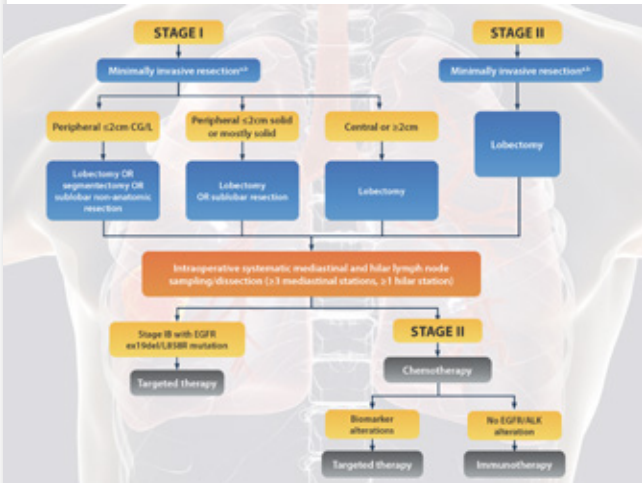 STAGE I
STAGE II
Minimally invasive resectionᵃ,ᵇ
Minimally invasive resectionᵃ,ᵇ
Peripheral ≤2cm CG/L
Peripheral ≤2cm solid
or mostly solid
Central or ≥2cm
Lobectomy
Lobectomy OR
segmentectomy OR
sublobar non-anatomic
resection
Lobectomy
OR sublobar resection
Lobectomy
Intraoperative systematic mediastinal and hilar lymph node
sampling/dissection (≥3 mediastinal stations, ≥1 hilar station)
Stage IB with EGFR
ex19del/L858R mutation
STAGE II
Targeted therapy
Chemotherapy
Biomarker
alterations
No EGFR/ALK
alteration
Targeted therapy
Immunotherapy